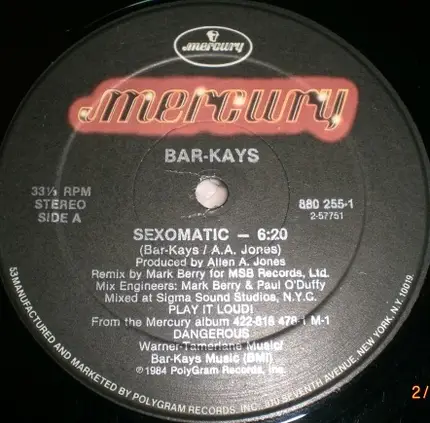 mercury
mercury
BAR-KAYS
33⅓ RPM
STEREO
SIDE A
880 255-1
2-57751
SEXOMATIC – 6:20
(Bar-Kays / A.A. Jones)
Produced by Allen A. Jones
Remix by Mark Berry for MSB Records, Ltd.
Mix Engineers: Mark Berry & Paul O'Duffy
Mixed at Sigma Sound Studios, N.Y.C.
PLAY IT LOUD!
From the Mercury album 422-818 478 1 M-1
DANGEROUS
Warner-Tamerlane Music/
Bar-Kays Music (BMI)
℗ 1984 PolyGram Records, Inc.
53 MANUFACTURED AND MARKETED BY POLYGRAM RECORDS, INC., 810 SEVENTH AVENUE, NEW YORK, N.Y. 10019.
2/